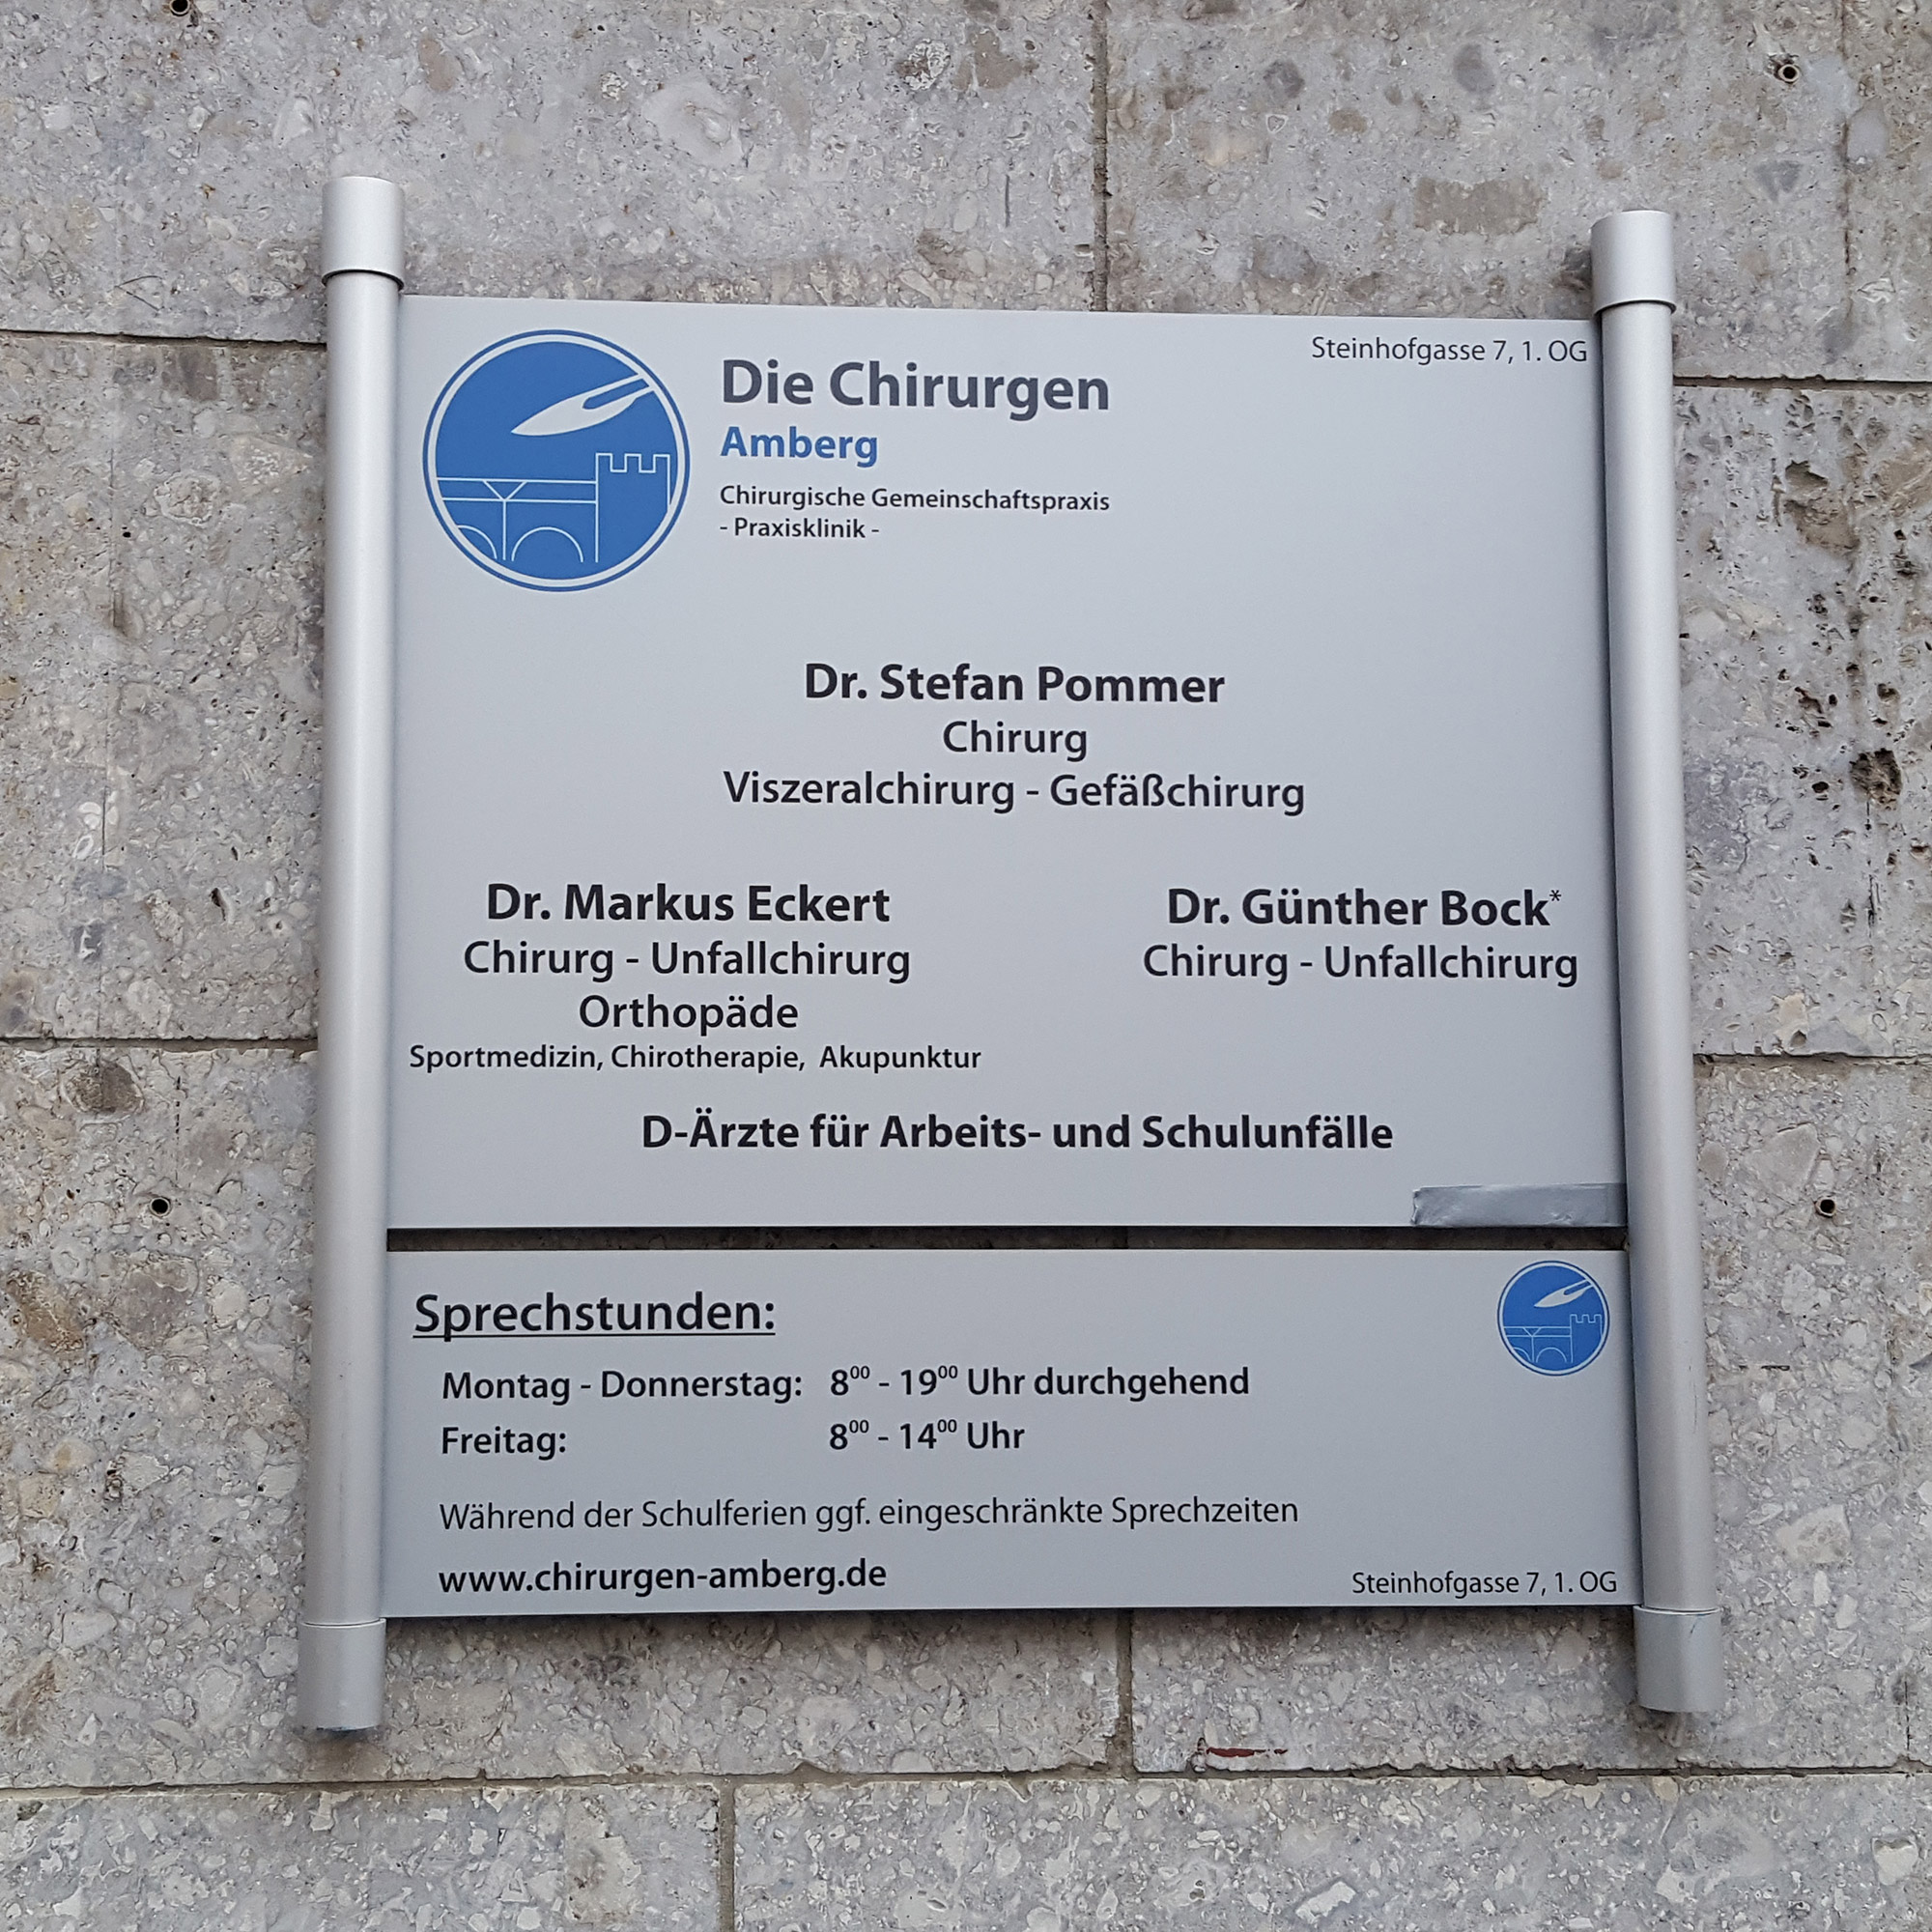 Steinhofgasse 7, 1. OG
Die Chirurgen
Amberg
Chirurgische Gemeinschaftspraxis
- Praxisklinik -
Dr. Stefan Pommer
Chirurg
Viszeralchirurg - Gefäßchirurg
Dr. Markus Eckert
Chirurg - Unfallchirurg
Orthopäde
Sportmedizin, Chirotherapie, Akupunktur
Dr. Günther Bock*
Chirurg - Unfallchirurg
D-Ärzte für Arbeits- und Schulunfälle
Sprechstunden:
Montag - Donnerstag: 8⁰⁰ - 19⁰⁰ Uhr durchgehend
Freitag: 8⁰⁰ - 14⁰⁰ Uhr
Während der Schulferien ggf. eingeschränkte Sprechzeiten
www.chirurgen-amberg.de
Steinhofgasse 7, 1. OG